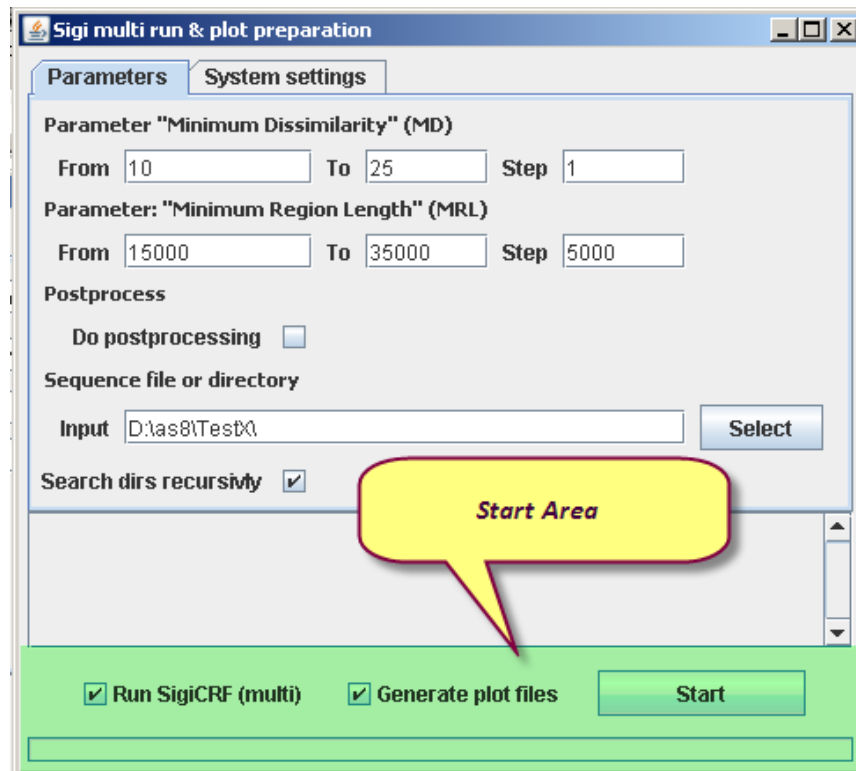 Sigi multi run & plot preparation
Parameters System settings
Parameter "Minimum Dissimilarity" (MD)
From 10 To 25 Step 1
Parameter: "Minimum Region Length" (MRL)
From 15000 To 35000 Step 5000
Postprocess
Do postprocessing
Sequence file or directory
Input D:\as8\TestX\ Select
Search dirs recursivly
Start Area
Run SigiCRF (multi) Generate plot files Start